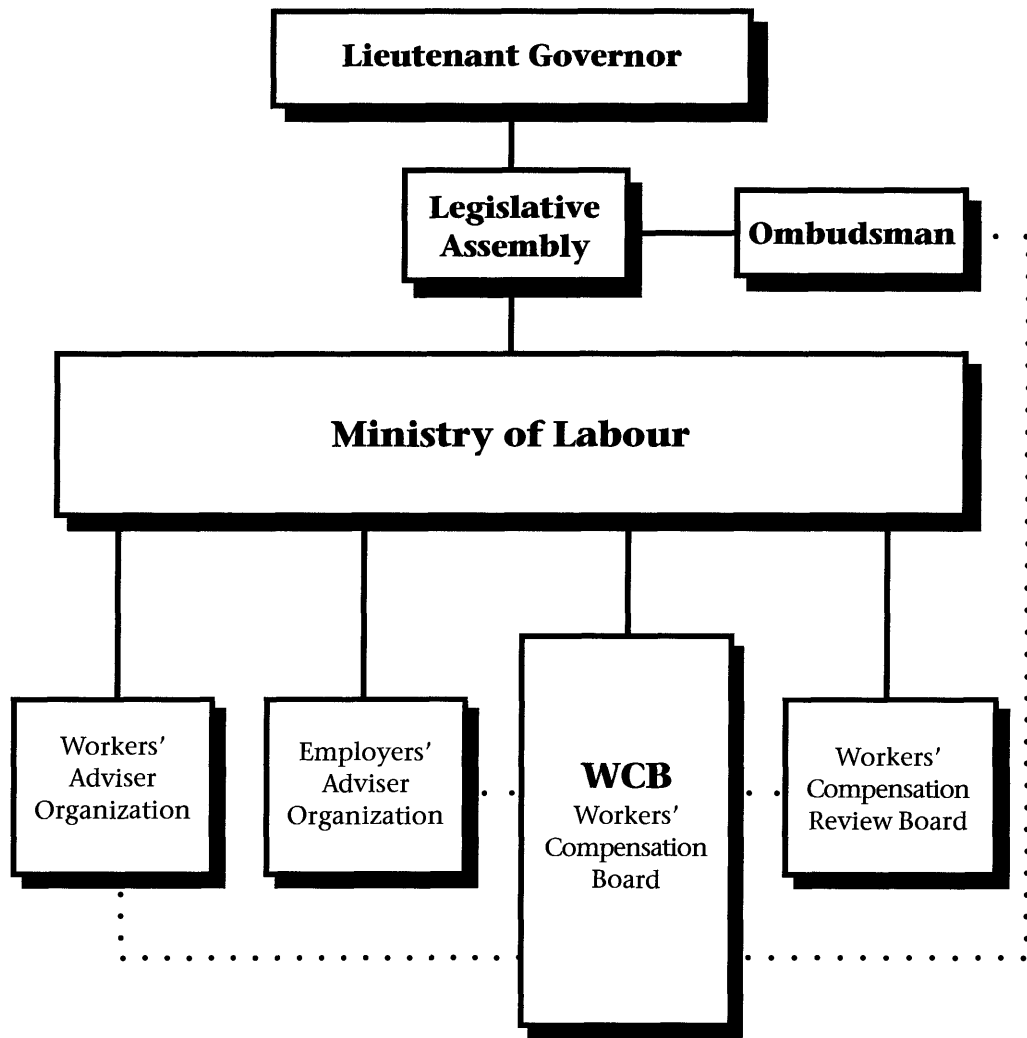 Lieutenant Governor
Legislative
Assembly
Ombudsman
Ministry of Labour
Workers'
Adviser
Organization
Employers'
Adviser
Organization
WCB
Workers'
Compensation
Board
Workers'
Compensation
Review Board